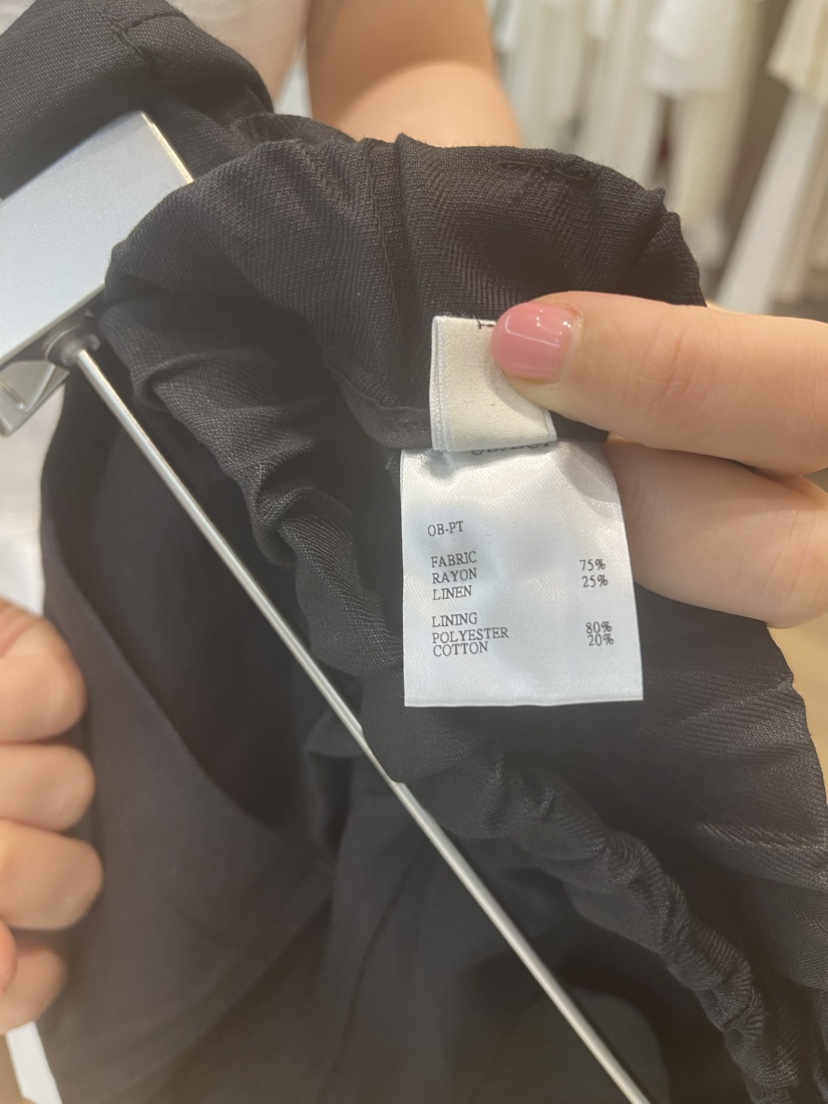 OB-PT
FABRIC 75%
RAYON 25%
LINEN
LINING
POLYESTER 80%
COTTON 20%